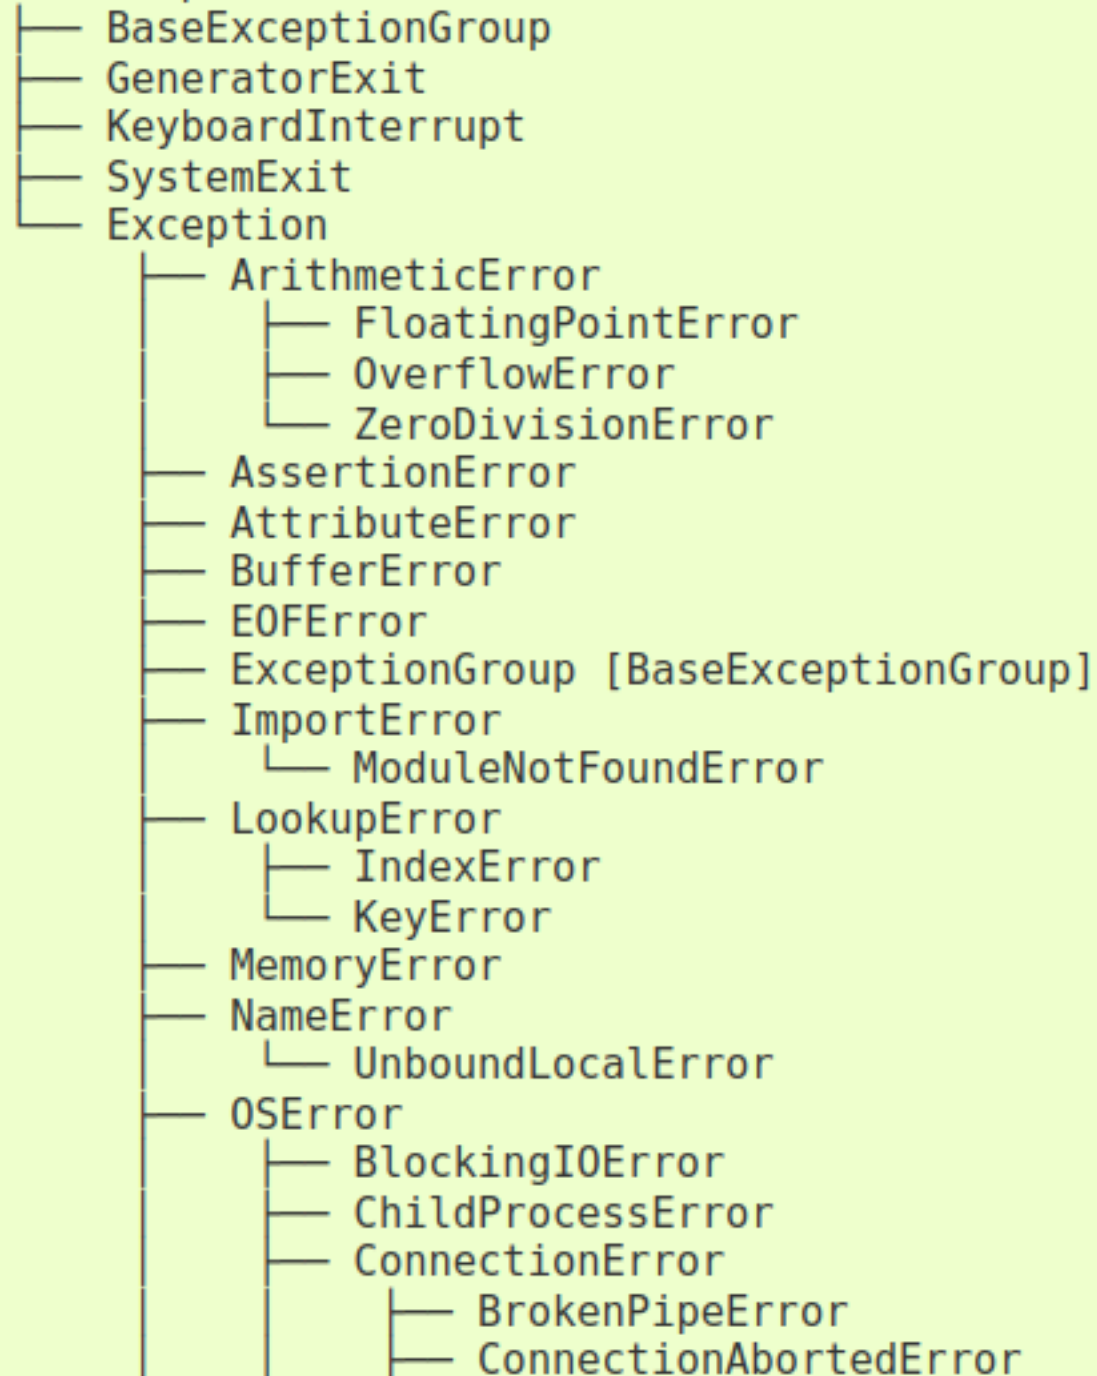 ├── BaseExceptionGroup
├── GeneratorExit
├── KeyboardInterrupt
├── SystemExit
└── Exception
     ├── ArithmeticError
     │    ├── FloatingPointError
     │    ├── OverflowError
     │    └── ZeroDivisionError
     ├── AssertionError
     ├── AttributeError
     ├── BufferError
     ├── EOFError
     ├── ExceptionGroup [BaseExceptionGroup]
     ├── ImportError
     │    └── ModuleNotFoundError
     ├── LookupError
     │    ├── IndexError
     │    └── KeyError
     ├── MemoryError
     ├── NameError
     │    └── UnboundLocalError
     ├── OSError
     │    ├── BlockingIOError
     │    ├── ChildProcessError
     │    ├── ConnectionError
     │    │    ├── BrokenPipeError
     │    │    ├── ConnectionAbortedError